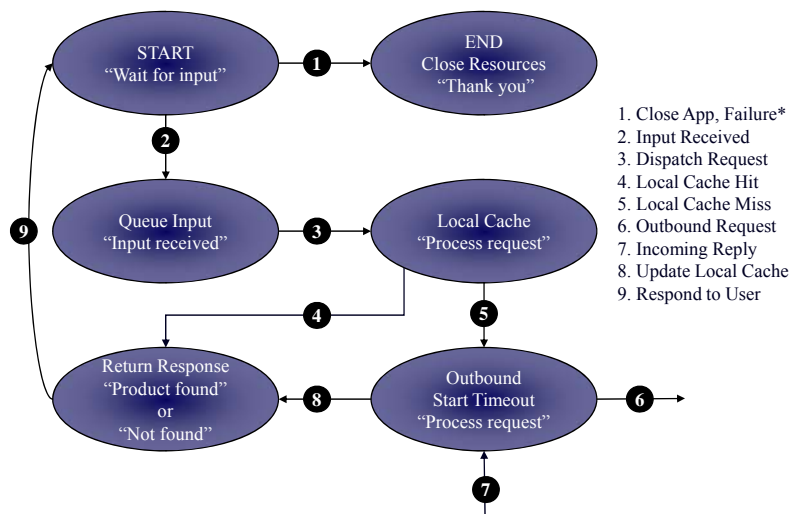 START
“Wait for input”
END
Close Resources
“Thank you”
1
2
Queue Input
“Input received”
3
Local Cache
“Process request”
9
4
5
Return Response
“Product found”
or
“Not found”
8
Outbound
Start Timeout
“Process request”
6
7
1. Close App, Failure*
2. Input Received
3. Dispatch Request
4. Local Cache Hit
5. Local Cache Miss
6. Outbound Request
7. Incoming Reply
8. Update Local Cache
9. Respond to User